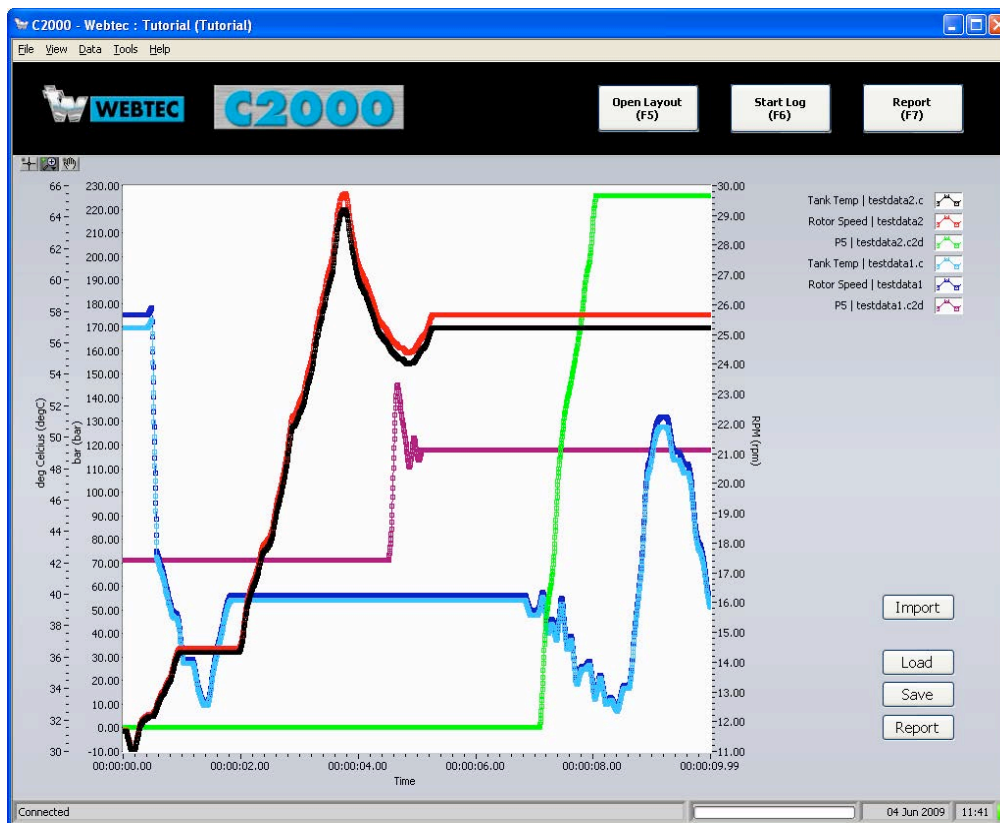 C2000 - Webtec : Tutorial (Tutorial)
File View Data Tools Help
WEBTEC
C2000
Open Layout
(F5)
Start Log
(F6)
Report
(F7)
66
64
62
60
58
56
54
52
50
48
46
44
42
40
38
36
34
32
30
deg Celcius (degC)
230.00
220.00
210.00
200.00
190.00
180.00
170.00
160.00
150.00
140.00
130.00
120.00
110.00
100.00
90.00
80.00
70.00
60.00
50.00
40.00
30.00
20.00
10.00
0.00
-10.00
bar (bar)
30.00
29.00
28.00
27.00
26.00
25.00
24.00
23.00
22.00
21.00
20.00
19.00
18.00
17.00
16.00
15.00
14.00
13.00
12.00
11.00
RPM (rpm)
00:00:00.00
00:00:02.00
00:00:04.00
00:00:06.00
00:00:08.00
00:00:09.99
Time
Tank Temp | testdata2.c
Rotor Speed | testdata2
P5 | testdata2.c2d
Tank Temp | testdata1.c
Rotor Speed | testdata1
P5 | testdata1.c2d
Import
Load
Save
Report
Connected
04 Jun 2009
11:41